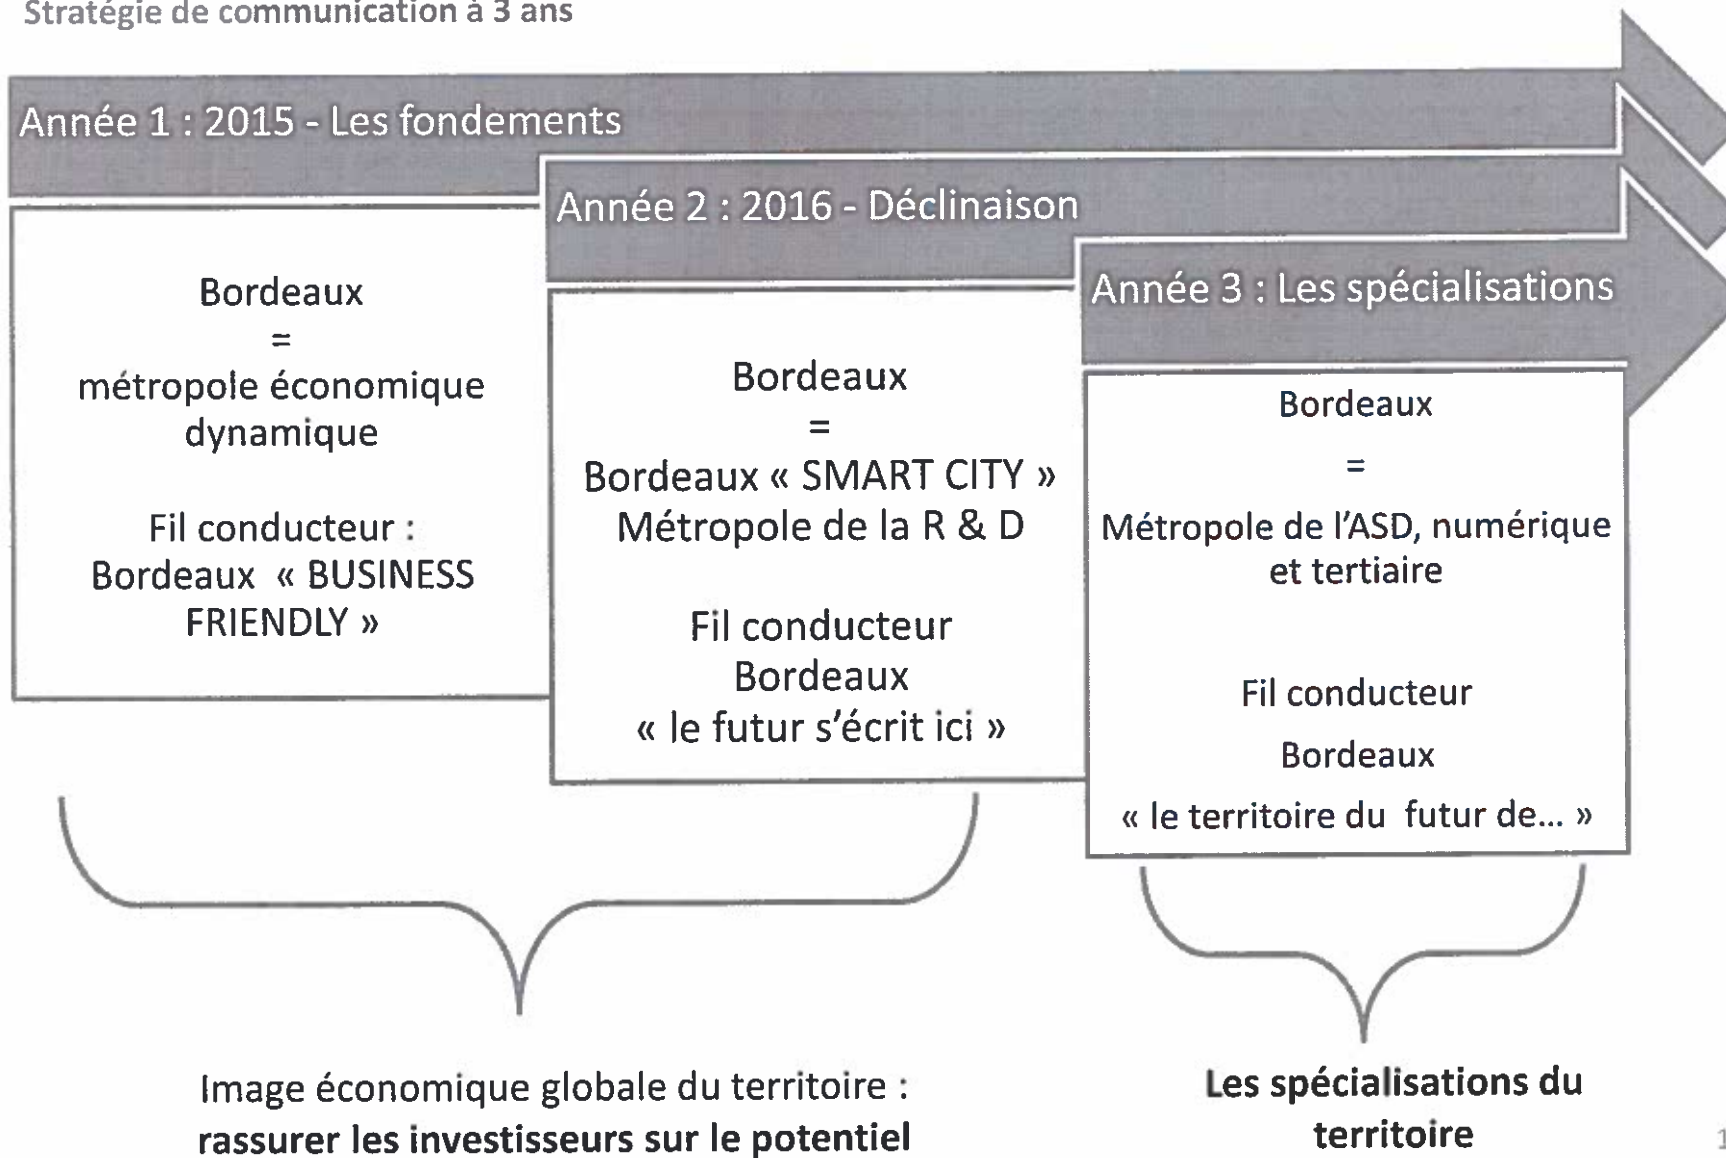 Stratégie de communication à 3 ans
Année 1 : 2015 - Les fondements
Bordeaux
=
métropole économique
dynamique
Fil conducteur :
Bordeaux « BUSINESS
FRIENDLY »
Année 2 : 2016 - Déclinaison
Bordeaux
=
Bordeaux « SMART CITY »
Métropole de la R & D
Fil conducteur
Bordeaux
« le futur s’écrit ici »
Année 3 : Les spécialisations
Bordeaux
=
Métropole de l’ASD, numérique
et tertiaire
Fil conducteur
Bordeaux
« le territoire du futur de... »
Image économique globale du territoire :
rassurer les investisseurs sur le potentiel
Les spécialisations du
territoire